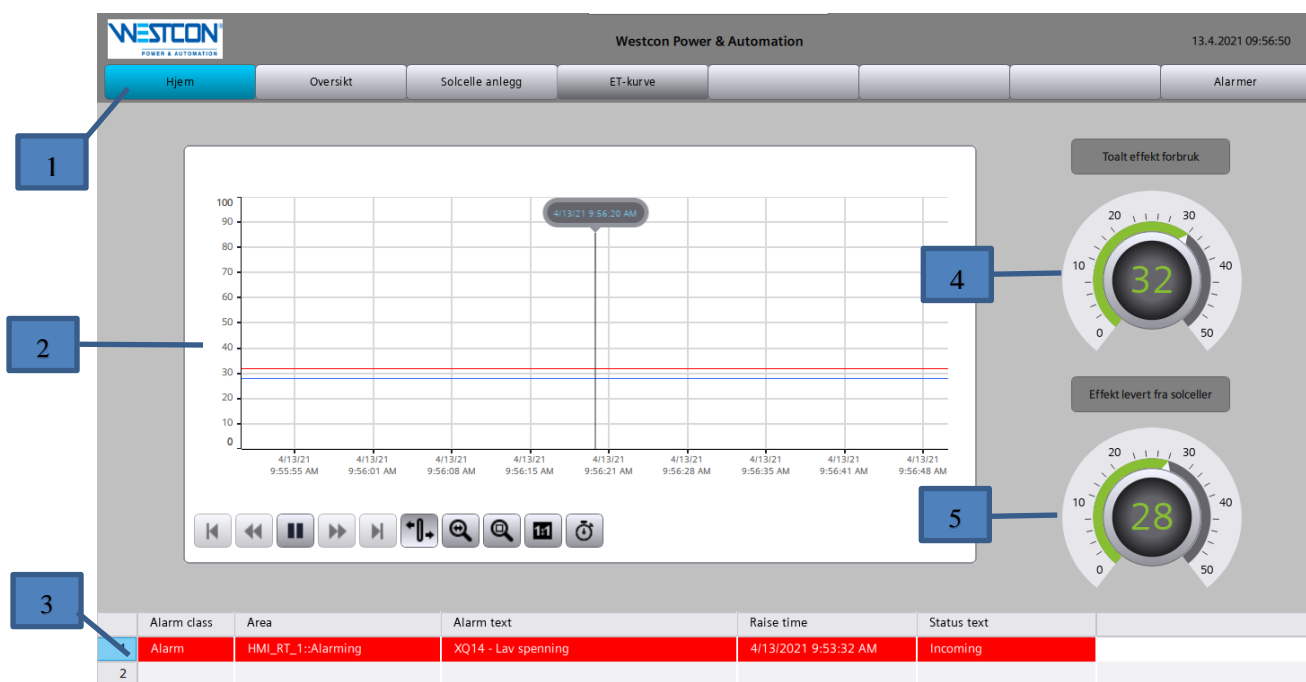 WESTCON
POWER & AUTOMATION
Westcon Power & Automation
13.4.2021 09:56:50
Hjem
Oversikt
Solcelle anlegg
ET-kurve
Alarmer
1
Toalt effekt forbruk
100
90
80
70
60
50
40
30
20
10
0
4/13/21 9:56:20 AM
4/13/21
9:55:55 AM
4/13/21
9:56:01 AM
4/13/21
9:56:08 AM
4/13/21
9:56:15 AM
4/13/21
9:56:21 AM
4/13/21
9:56:28 AM
4/13/21
9:56:35 AM
4/13/21
9:56:41 AM
4/13/21
9:56:48 AM
1:1
2
4
0
10
20
30
40
50
32
Effekt levert fra solceller
5
0
10
20
30
40
50
28
3
Alarm class Area Alarm text Raise time Status text
Alarm HMI_RT_1::Alarming XQ14 - Lav spenning 4/13/2021 9:53:32 AM Incoming
2